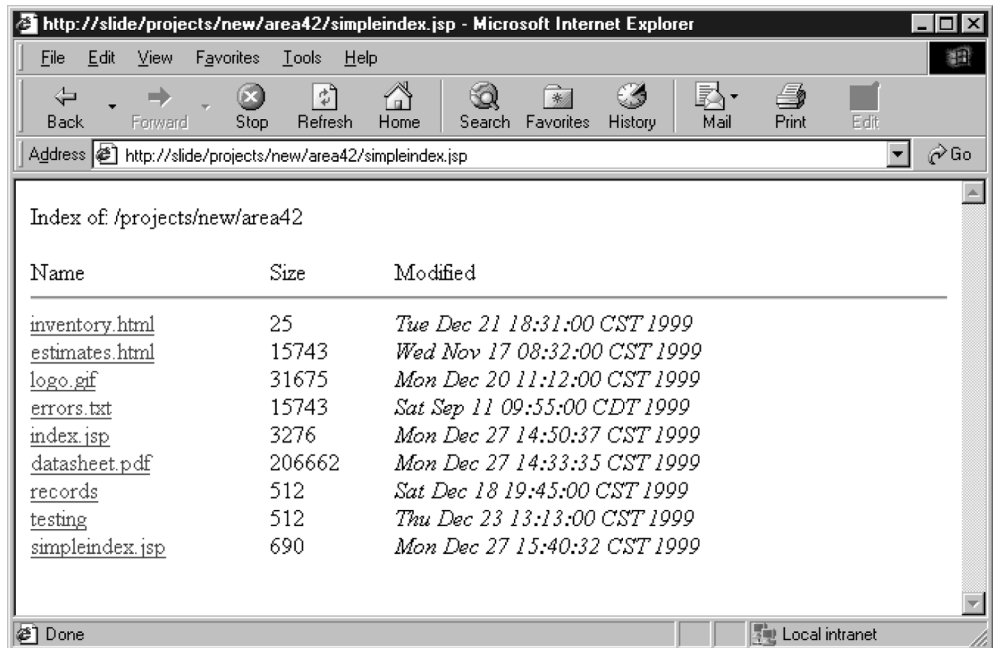 http://slide/projects/new/area42/simpleindex.jsp - Microsoft Internet Explorer
File Edit View Favorites Tools Help
Back Forward Stop Refresh Home Search Favorites History Mail Print Edit
Address http://slide/projects/new/area42/simpleindex.jsp Go
Index of: /projects/new/area42
Name Size Modified
inventory.html 25 Tue Dec 21 18:31:00 CST 1999
estimates.html 15743 Wed Nov 17 08:32:00 CST 1999
logo.gif 31675 Mon Dec 20 11:12:00 CST 1999
errors.txt 15743 Sat Sep 11 09:55:00 CDT 1999
index.jsp 3276 Mon Dec 27 14:50:37 CST 1999
datasheet.pdf 206662 Mon Dec 27 14:33:35 CST 1999
records 512 Sat Dec 18 19:45:00 CST 1999
testing 512 Thu Dec 23 13:13:00 CST 1999
simpleindex.jsp 690 Mon Dec 27 15:40:32 CST 1999
Done Local intranet